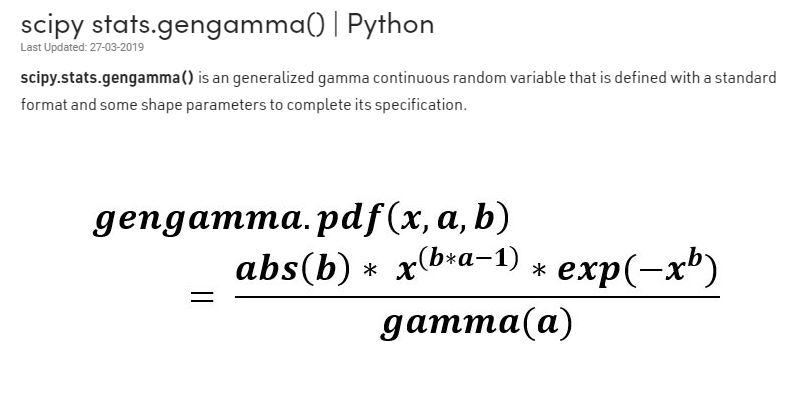 scipy stats.gengamma() | Python
Last Updated: 27-03-2019
scipy.stats.gengamma() is an generalized gamma continuous random variable that is defined with a standard
format and some shape parameters to complete its specification.
gengamma.pdf(x, a, b)
= abs(b) * x^(b*a−1) * exp(−x^b)
gamma(a)